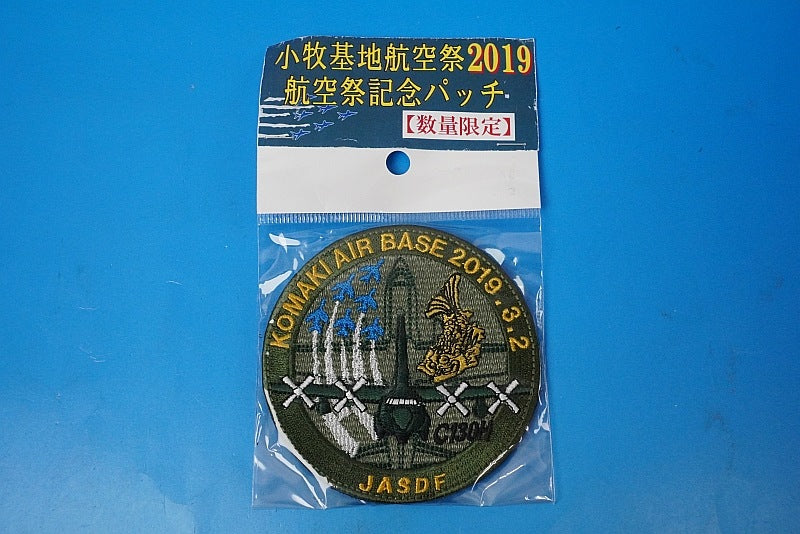 小牧基地航空祭2019
航空祭記念パッチ
【数量限定】
KOMAKI AIR BASE 2019.3.2
C130H
JASDF